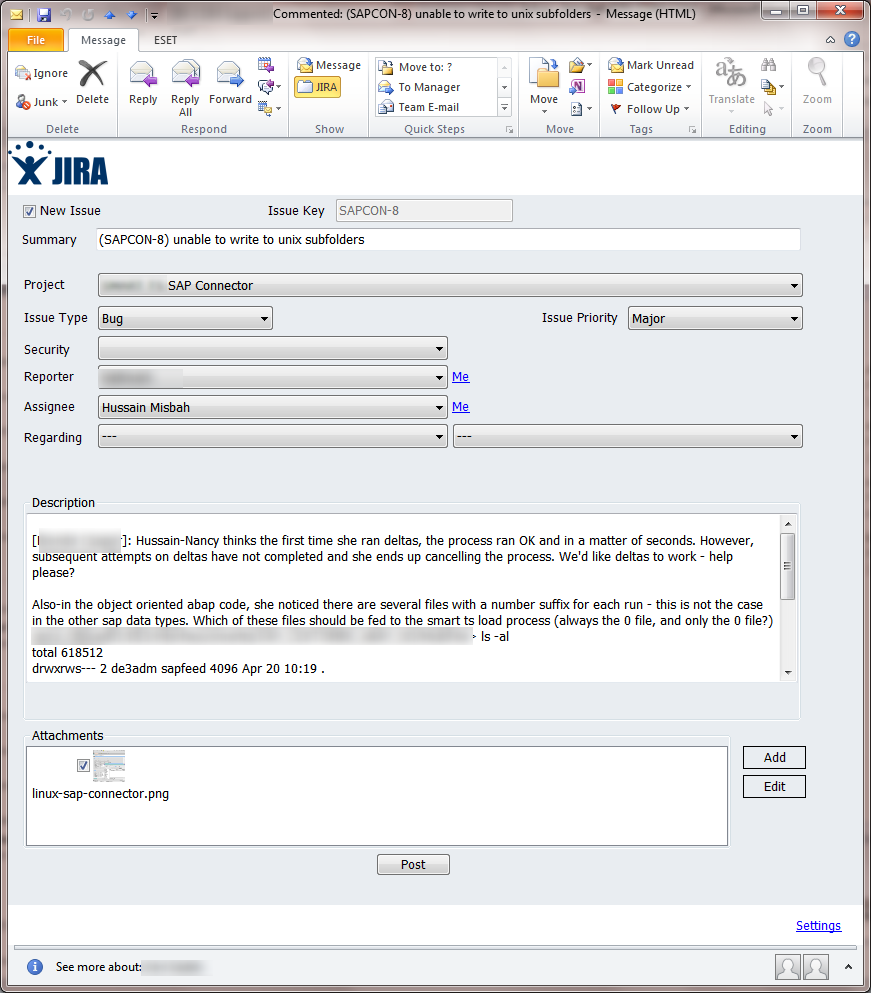 Commented: (SAPCON-8) unable to write to unix subfolders - Message (HTML)
File Message ESET
Ignore
Junk
Delete
Reply
Reply All
Forward
Message
JIRA
Move to: ?
To Manager
Team E-mail
Move
Mark Unread
Categorize
Follow Up
Translate
Zoom
Delete Respond Show Quick Steps Move Tags Editing Zoom
JIRA
New Issue Issue Key SAPCON-8
Summary (SAPCON-8) unable to write to unix subfolders
Project SAP Connector
Issue Type Bug Issue Priority Major
Security
Reporter Me
Assignee Hussain Misbah Me
Regarding --- ---
Description
]: Hussain-Nancy thinks the first time she ran deltas, the process ran OK and in a matter of seconds. However,
subsequent attempts on deltas have not completed and she ends up cancelling the process. We'd like deltas to work - help
please?
Also-in the object oriented abap code, she noticed there are several files with a number suffix for each run - this is not the case
in the other sap data types. Which of these files should be fed to the smart ts load process (always the 0 file, and only the 0 file?)
> ls -al
total 618512
drwxrws--- 2 de3adm sapfeed 4096 Apr 20 10:19 .
Attachments
linux-sap-connector.png
Add
Edit
Post
Settings
See more about: